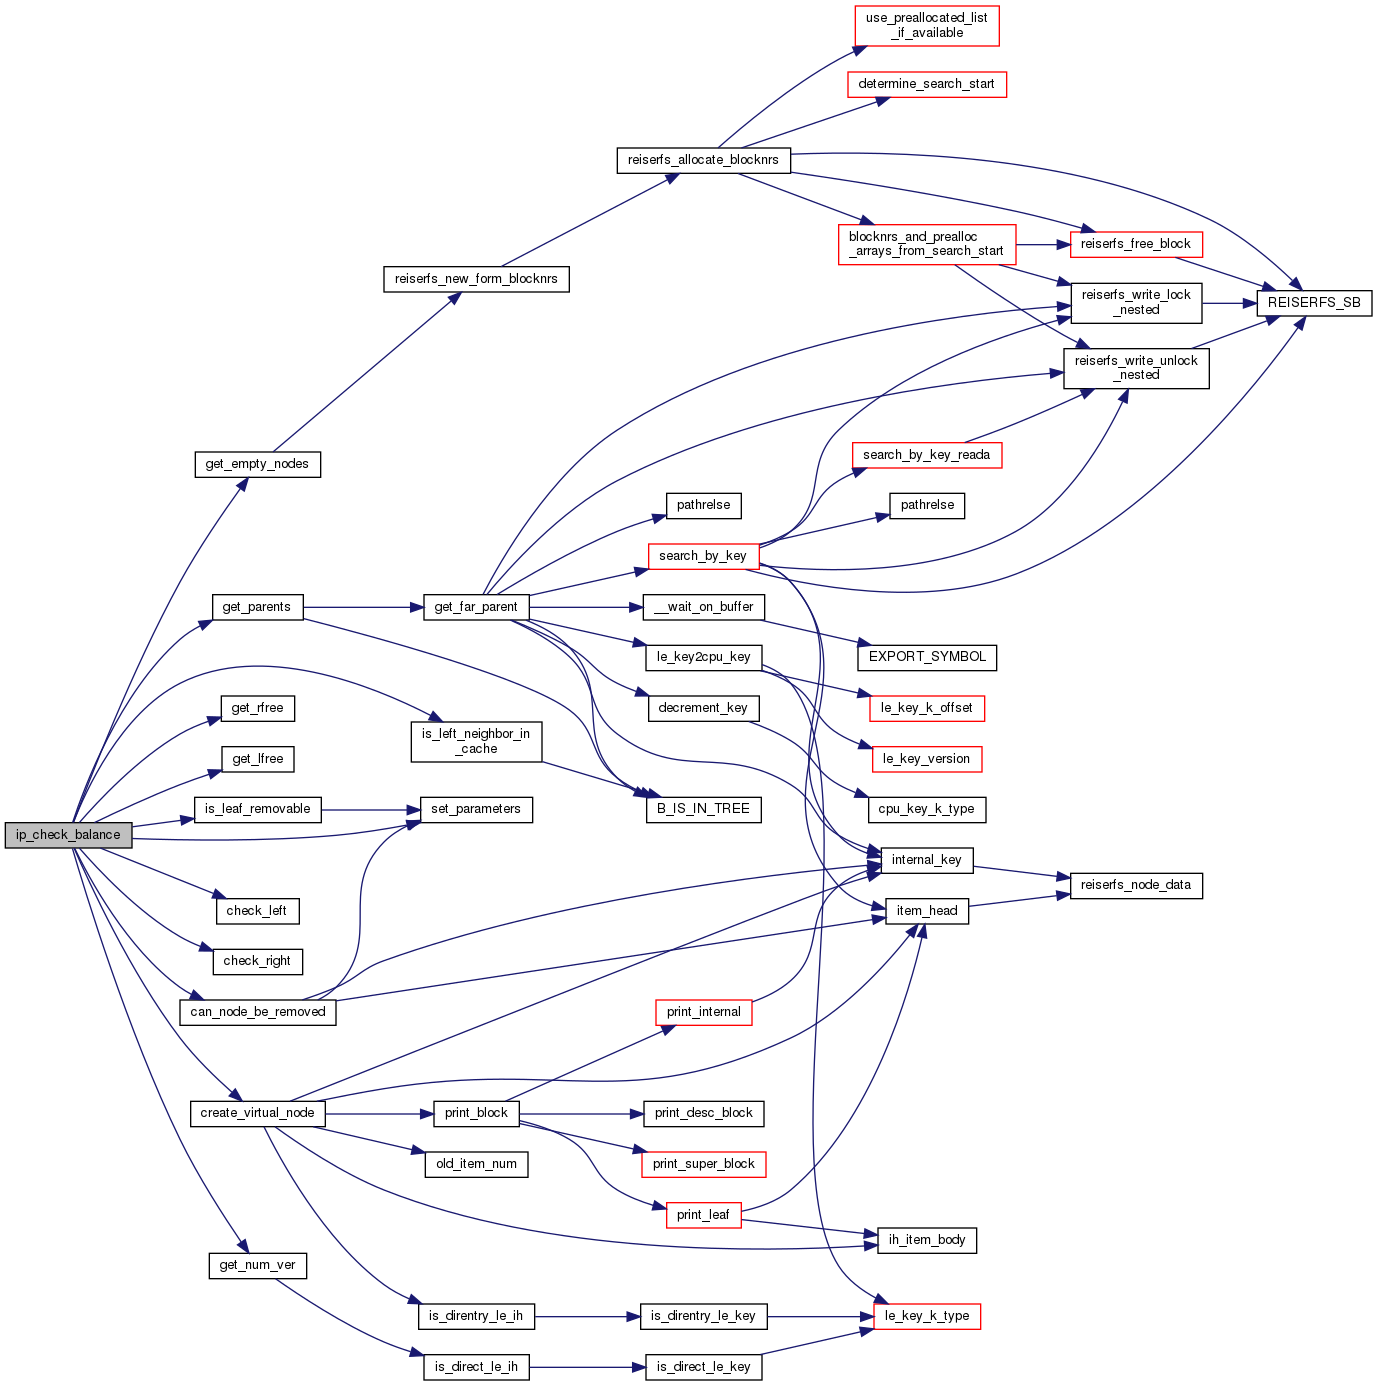 use_preallocated_list
_if_available
determine_search_start
reiserfs_allocate_blocknrs
blocknrs_and_prealloc
_arrays_from_search_start
reiserfs_free_block
reiserfs_new_form_blocknrs
reiserfs_write_lock
_nested
REISERFS_SB
reiserfs_write_unlock
_nested
get_empty_nodes
search_by_key_reada
pathrelse
pathrelse
search_by_key
get_parents
get_far_parent
__wait_on_buffer
EXPORT_SYMBOL
le_key2cpu_key
get_rfree
decrement_key
le_key_k_offset
is_left_neighbor_in
_cache
get_lfree
le_key_version
is_leaf_removable
set_parameters
B_IS_IN_TREE
cpu_key_k_type
ip_check_balance
internal_key
reiserfs_node_data
check_left
item_head
check_right
can_node_be_removed
print_internal
create_virtual_node
print_block
print_desc_block
old_item_num
print_super_block
print_leaf
ih_item_body
get_num_ver
is_direntry_le_ih
is_direntry_le_key
le_key_k_type
is_direct_le_ih
is_direct_le_key